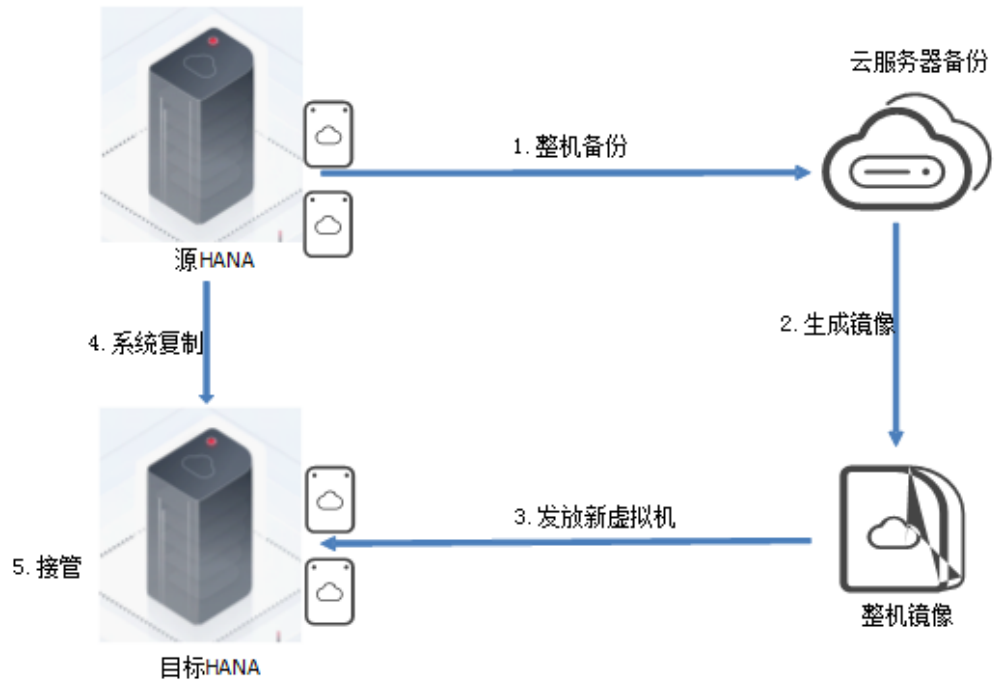 云服务器备份
1.整机备份
源HANA
4.系统复制
2.生成镜像
3.发放新虚拟机
5.接管
整机镜像
目标HANA